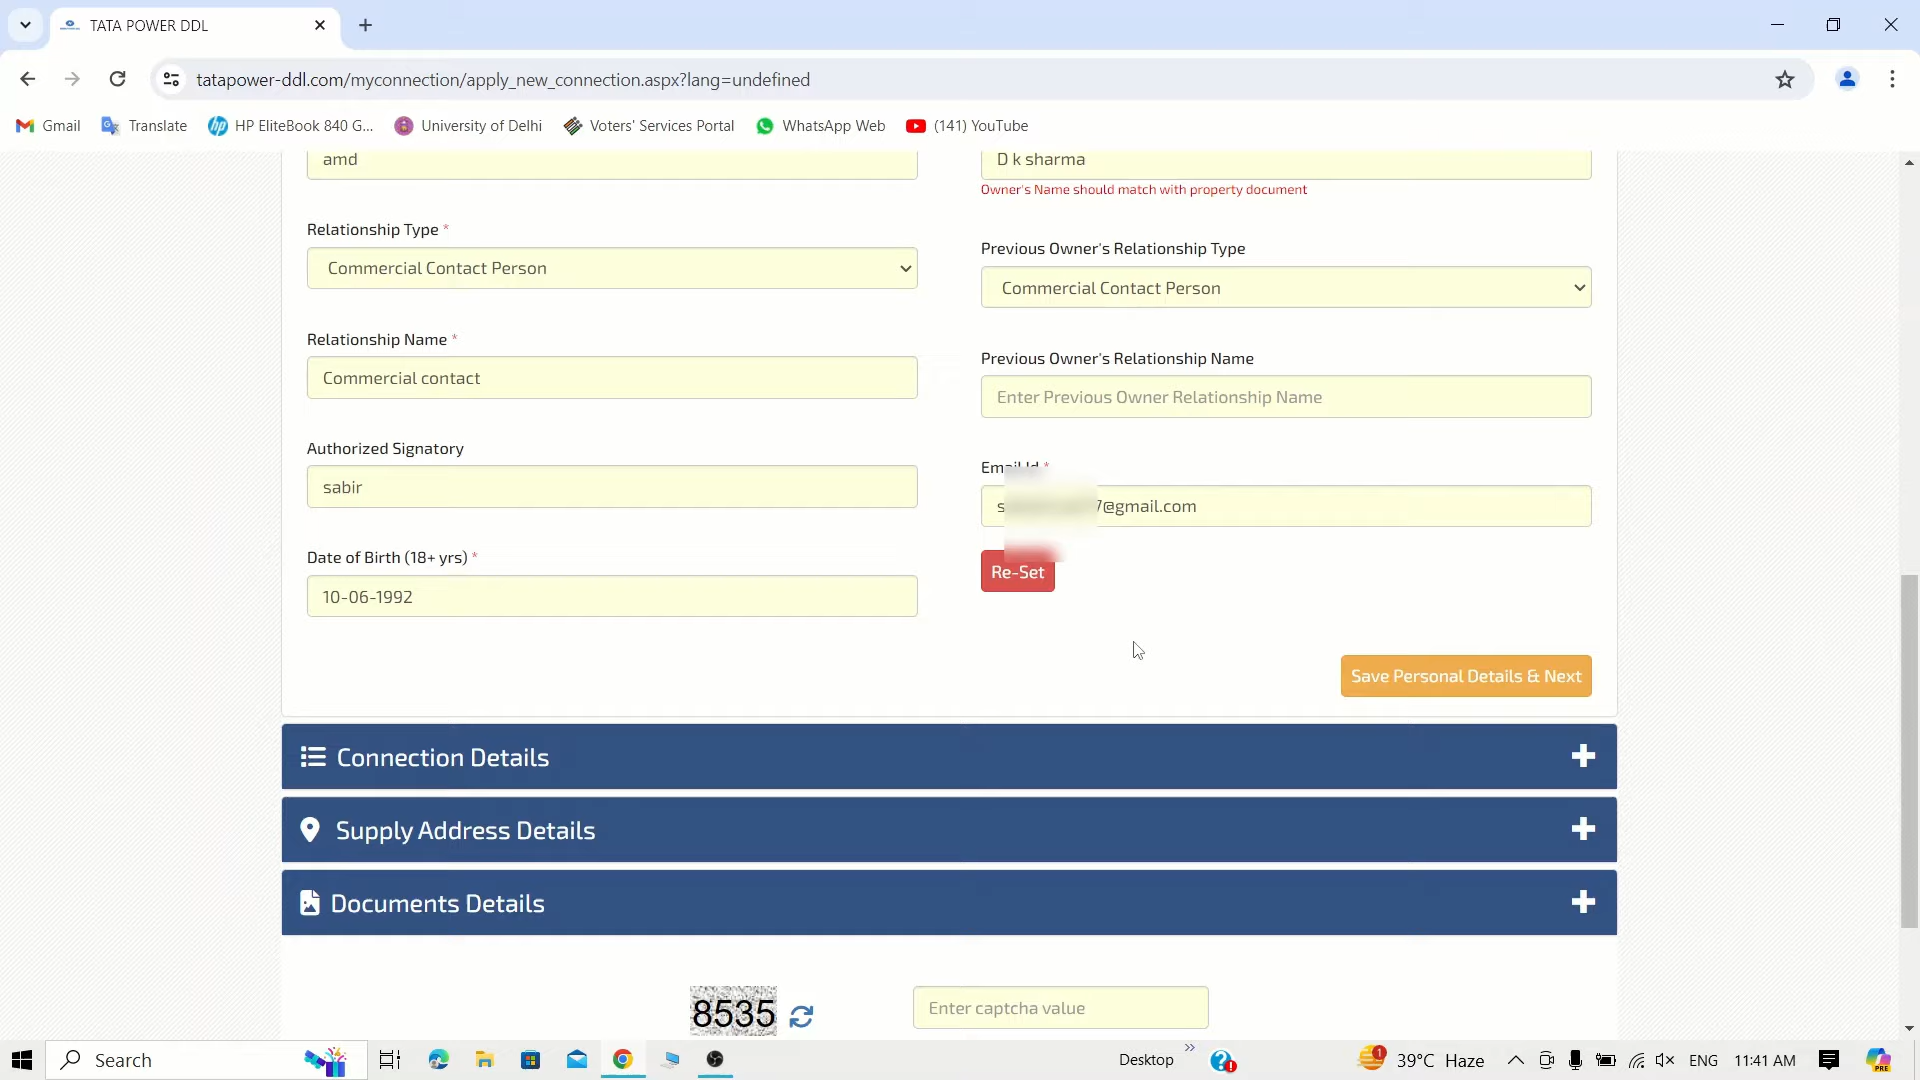 TATA POWER DDL
tatapower-ddl.com/myconnection/apply_new_connection.aspx?lang=undefined
Gmail Translate HP EliteBook 840 G... University of Delhi Voters' Services Portal WhatsApp Web (141) YouTube
amd D k sharma
Owner's Name should match with property document
Relationship Type *
Previous Owner's Relationship Type
Commercial Contact Person
Commercial Contact Person
Relationship Name *
Previous Owner's Relationship Name
Commercial contact
Enter Previous Owner Relationship Name
Authorized Signatory
Email Id *
sabir
7@gmail.com
Date of Birth (18+ yrs) *
Re-Set
10-06-1992
Save Personal Details & Next
Connection Details
Supply Address Details
Documents Details
8535 Enter captcha value
Search Desktop 1 39°C Haze ENG 11:41 AM PRE